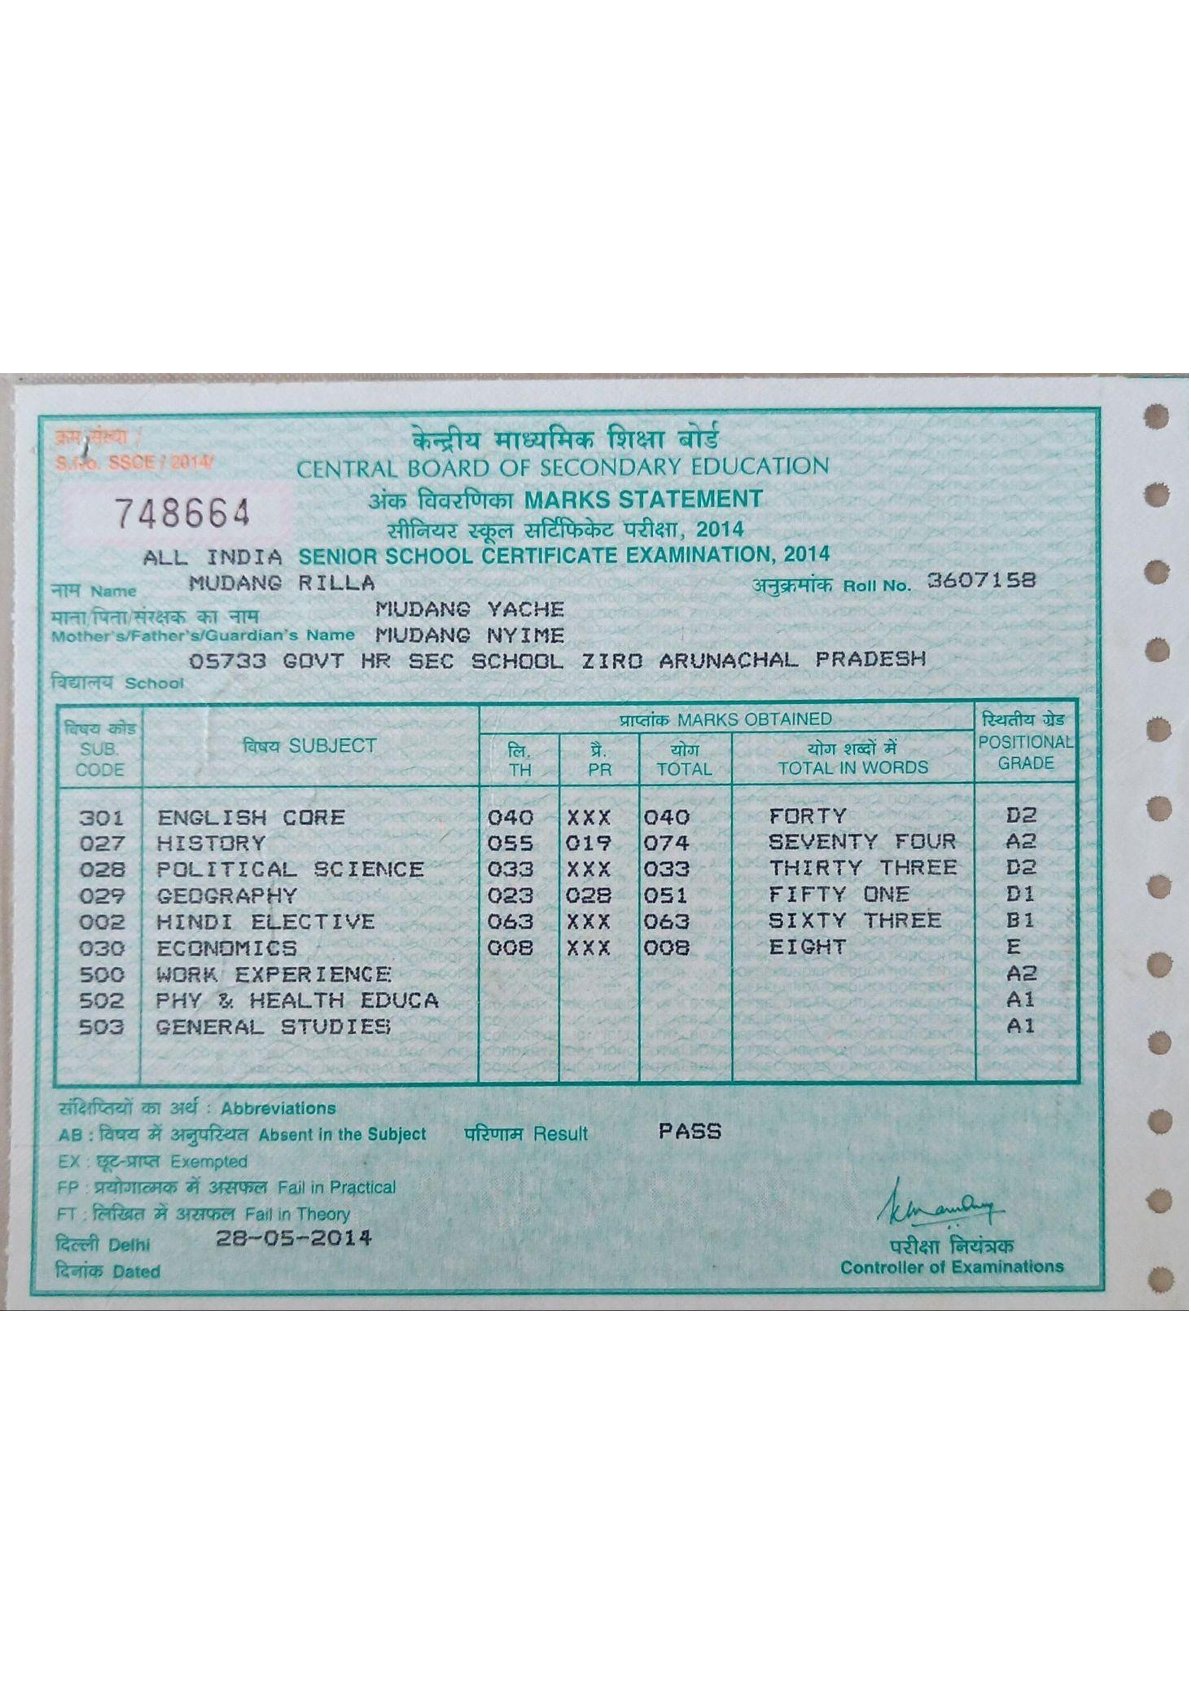 क्रम संख्या /
S.No. SSCE / 2014/
748664
केन्द्रीय माध्यमिक शिक्षा बोर्ड
CENTRAL BOARD OF SECONDARY EDUCATION
अंक विवरणिका MARKS STATEMENT
सीनियर स्कूल सर्टिफिकेट परीक्षा, 2014
ALL INDIA SENIOR SCHOOL CERTIFICATE EXAMINATION, 2014
नाम Name MUDANG RILLA अनुक्रमांक Roll No. 3607158
माता/पिता/संरक्षक का नाम MUDANG YACHE
Mother's/Father's/Guardian's Name MUDANG NYIME
05733 GOVT HR SEC SCHOOL ZIRO ARUNACHAL PRADESH
विद्यालय School
विषय कोड SUB. CODE विषय SUBJECT प्राप्तांक MARKS OBTAINED स्थितीय ग्रेड POSITIONAL GRADE
लि. TH प्रै. PR योग TOTAL योग शब्दों में TOTAL IN WORDS
301 ENGLISH CORE 040 XXX 040 FORTY D2
027 HISTORY 055 019 074 SEVENTY FOUR A2
028 POLITICAL SCIENCE 033 XXX 033 THIRTY THREE D2
029 GEOGRAPHY 023 028 051 FIFTY ONE D1
002 HINDI ELECTIVE 063 XXX 063 SIXTY THREE B1
030 ECONOMICS 008 XXX 008 EIGHT E
500 WORK EXPERIENCE A2
502 PHY & HEALTH EDUCA A1
503 GENERAL STUDIES A1
संक्षिप्तियों का अर्थ : Abbreviations
AB : विषय में अनुपस्थित Absent in the Subject परिणाम Result PASS
EX : छूट-प्राप्त Exempted
FP : प्रयोगात्मक में असफल Fail in Practical
FT : लिखित में असफल Fail in Theory
दिल्ली Delhi 28-05-2014
दिनांक Dated
परीक्षा नियंत्रक
Controller of Examinations